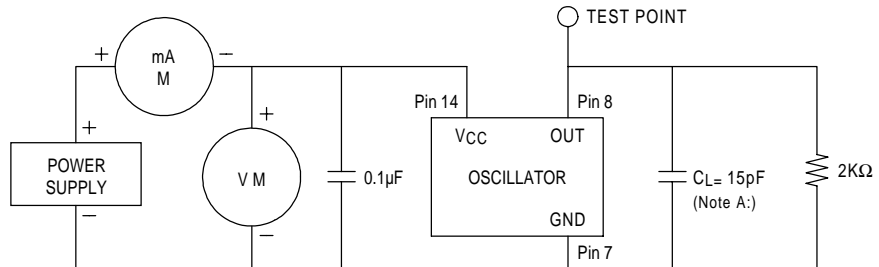 TEST POINT
+ mA M −
Pin 14
Pin 8
+
POWER SUPPLY
−
+
V M
−
0.1µF
VCC
OUT
OSCILLATOR
GND
Pin 7
CL= 15pF
(Note A:)
2KΩ